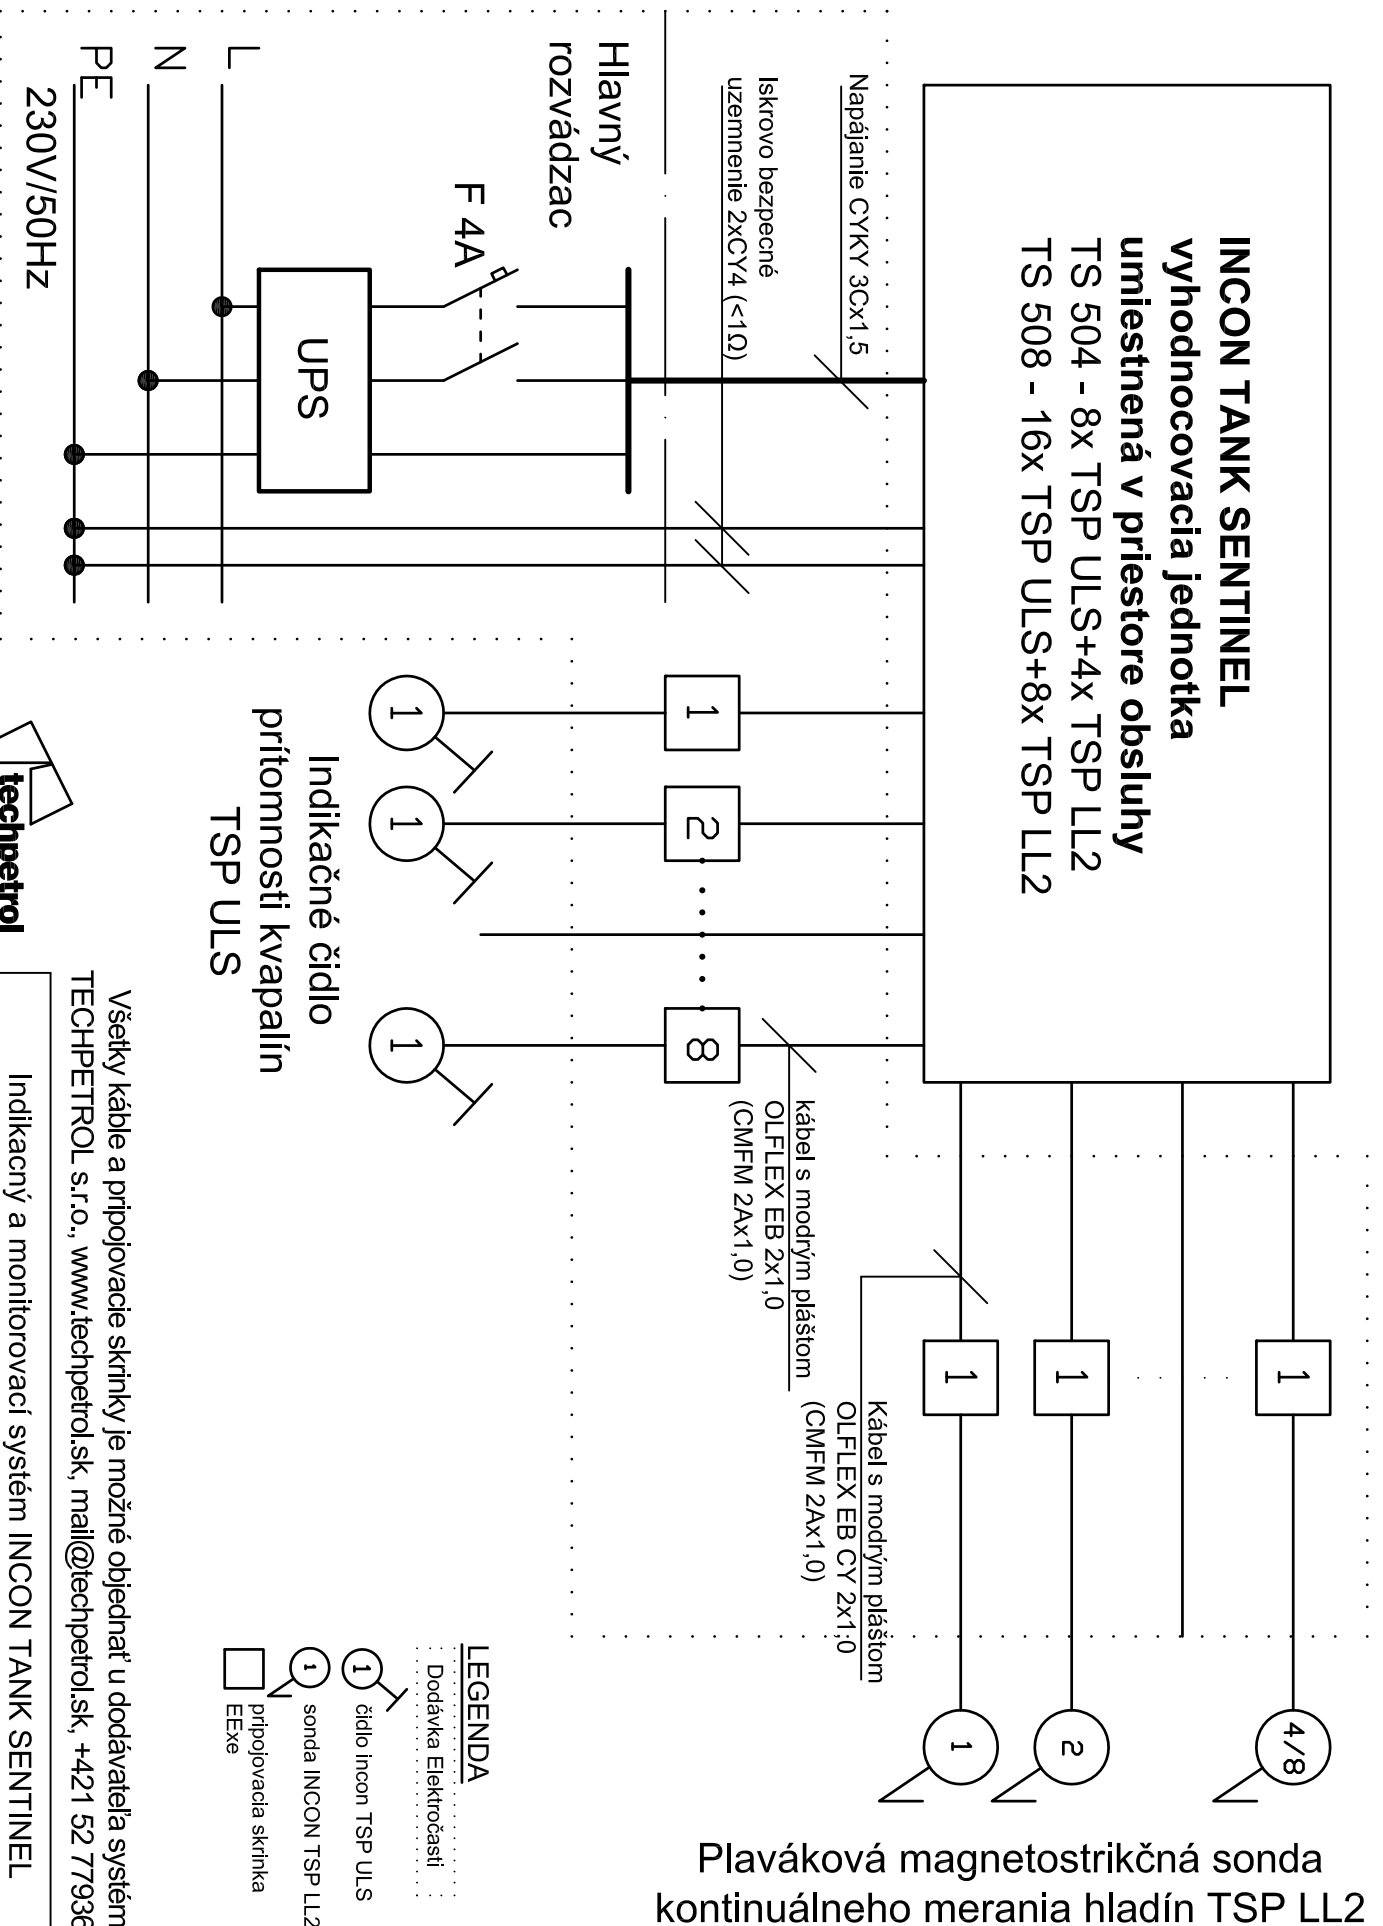 INCON TANK SENTINEL
vyhodnocovacia jednotka
umiestnená v priestore obsluhy
TS 504 - 8x TSP ULS+4x TSP LL2
TS 508 - 16x TSP ULS+8x TSP LL2
Napájanie CYKY 3Cx1,5
Iskrovo bezpecné
uzemnenie 2xCY4 (<1Ω)
Hlavný
rozvádzac
F 4A
UPS
L
N
PE
230V/50Hz
1
2
8
1
1
1
Indikačné čidlo
prítomnosti kvapalín
TSP ULS
kábel s modrým plášťom
OLFLEX EB 2x1,0
(CMFM 2Ax1,0)
Kábel s modrým plášťom
OLFLEX EB CY 2x1,0
(CMFM 2Ax1,0)
1
1
1
4/8
2
1
Plaváková magnetostrikčná sonda
kontinuálneho merania hladín TSP LL2
LEGENDA
Dodávka Elektročasti
1
čidlo incon TSP ULS
1
sonda INCON TSP LL2
pripojovacia skrinka
EExe
techpetrol
Všetky káble a pripojovacie skrinky je možné objednať u dodávateľa systém
TECHPETROL s.r.o., www.techpetrol.sk, mail@techpetrol.sk, +421 52 77936
Indikacný a monitorovací systém INCON TANK SENTINEL